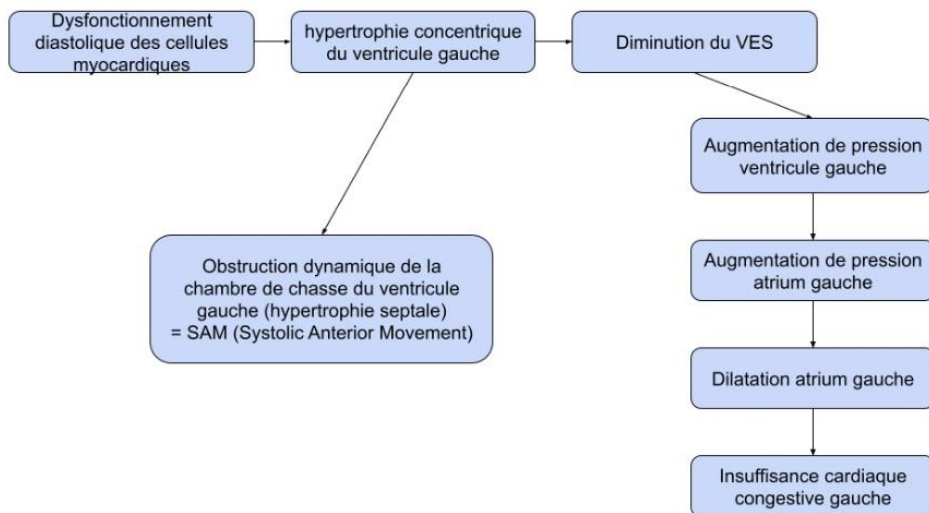 Dysfonctionnement
diastolique des cellules
myocardiques
hypertrophie concentrique
du ventricule gauche
Diminution du VES
Augmentation de pression
ventricule gauche
Augmentation de pression
atrium gauche
Obstruction dynamique de la
chambre de chasse du ventricule
gauche (hypertrophie septale)
= SAM (Systolic Anterior Movement)
Dilatation atrium gauche
Insuffisance cardiaque
congestive gauche